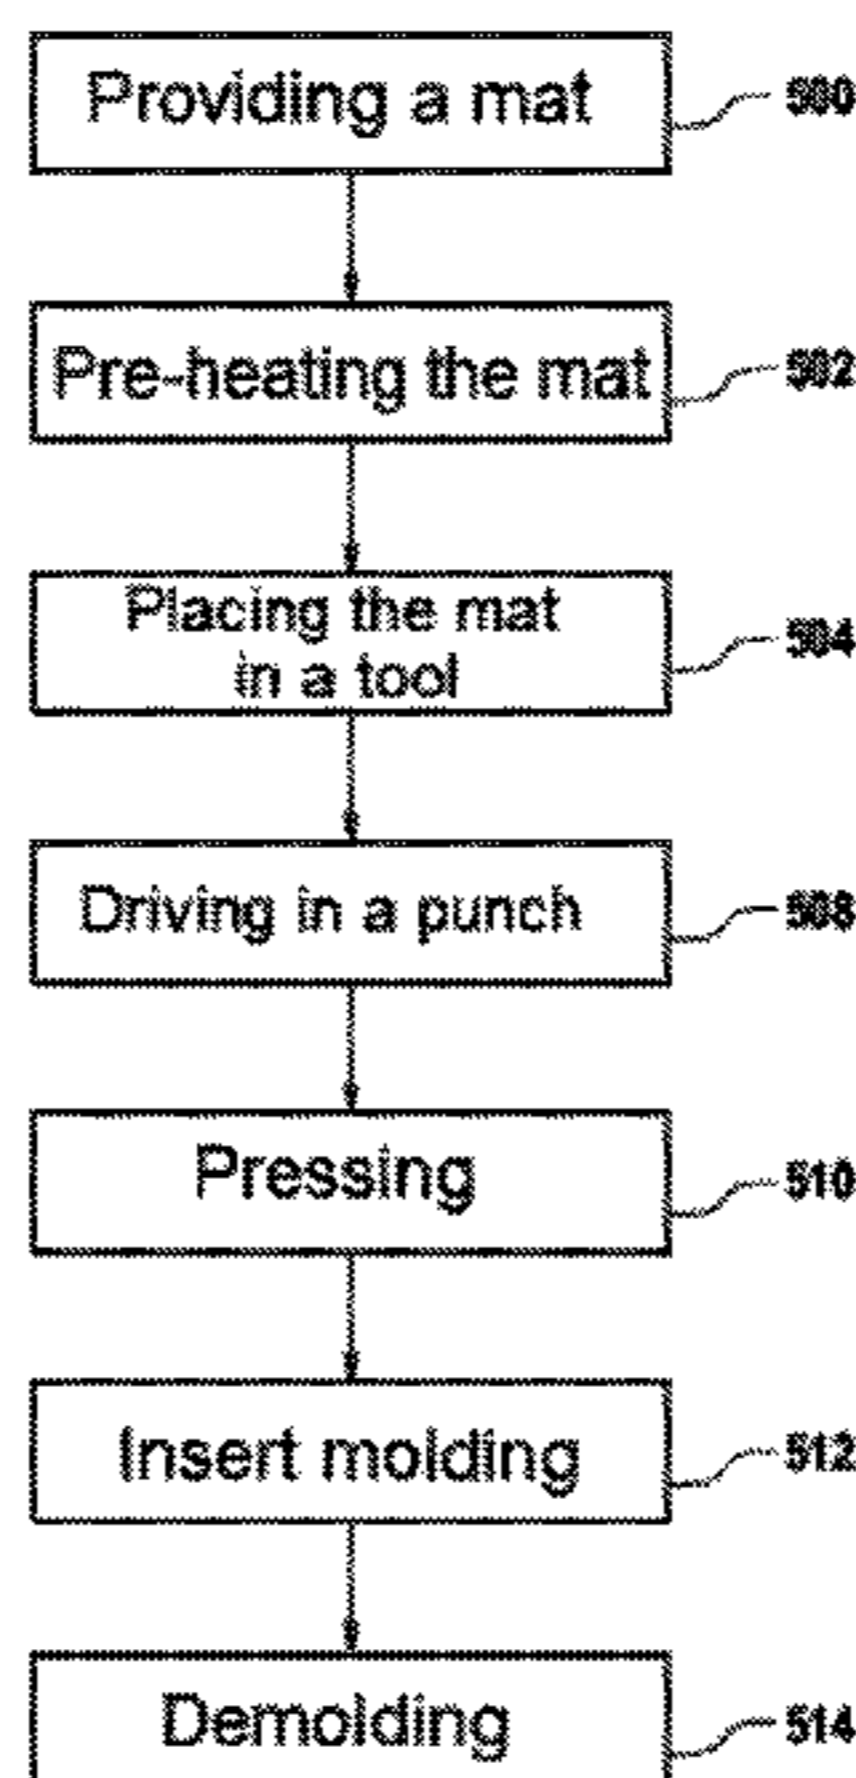 Providing a mat
500
Pre-heating the mat
502
Placing the mat
in a tool
504
Driving in a punch
508
Pressing
510
Insert molding
512
Demolding
514